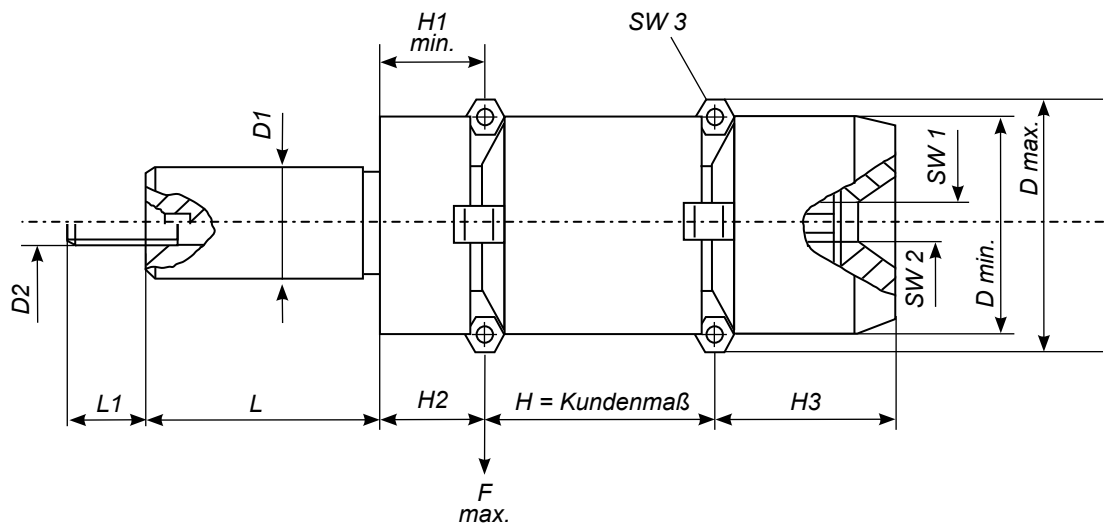 H1
min.
SW 3
D1
D2
SW 1
SW 2
D min.
D max.
L1
L
H2
H = Kundenmaß
H3
F
max.